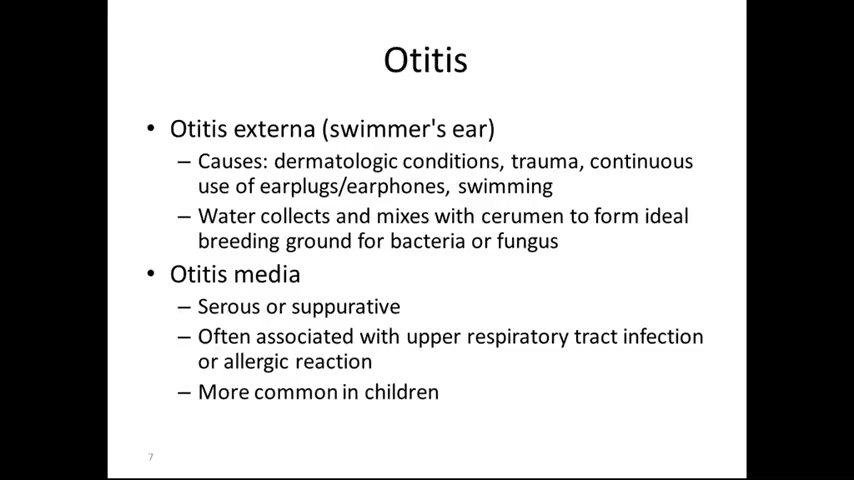 Otitis
• Otitis externa (swimmer's ear)
– Causes: dermatologic conditions, trauma, continuous
use of earplugs/earphones, swimming
– Water collects and mixes with cerumen to form ideal
breeding ground for bacteria or fungus
• Otitis media
– Serous or suppurative
– Often associated with upper respiratory tract infection
or allergic reaction
– More common in children
7